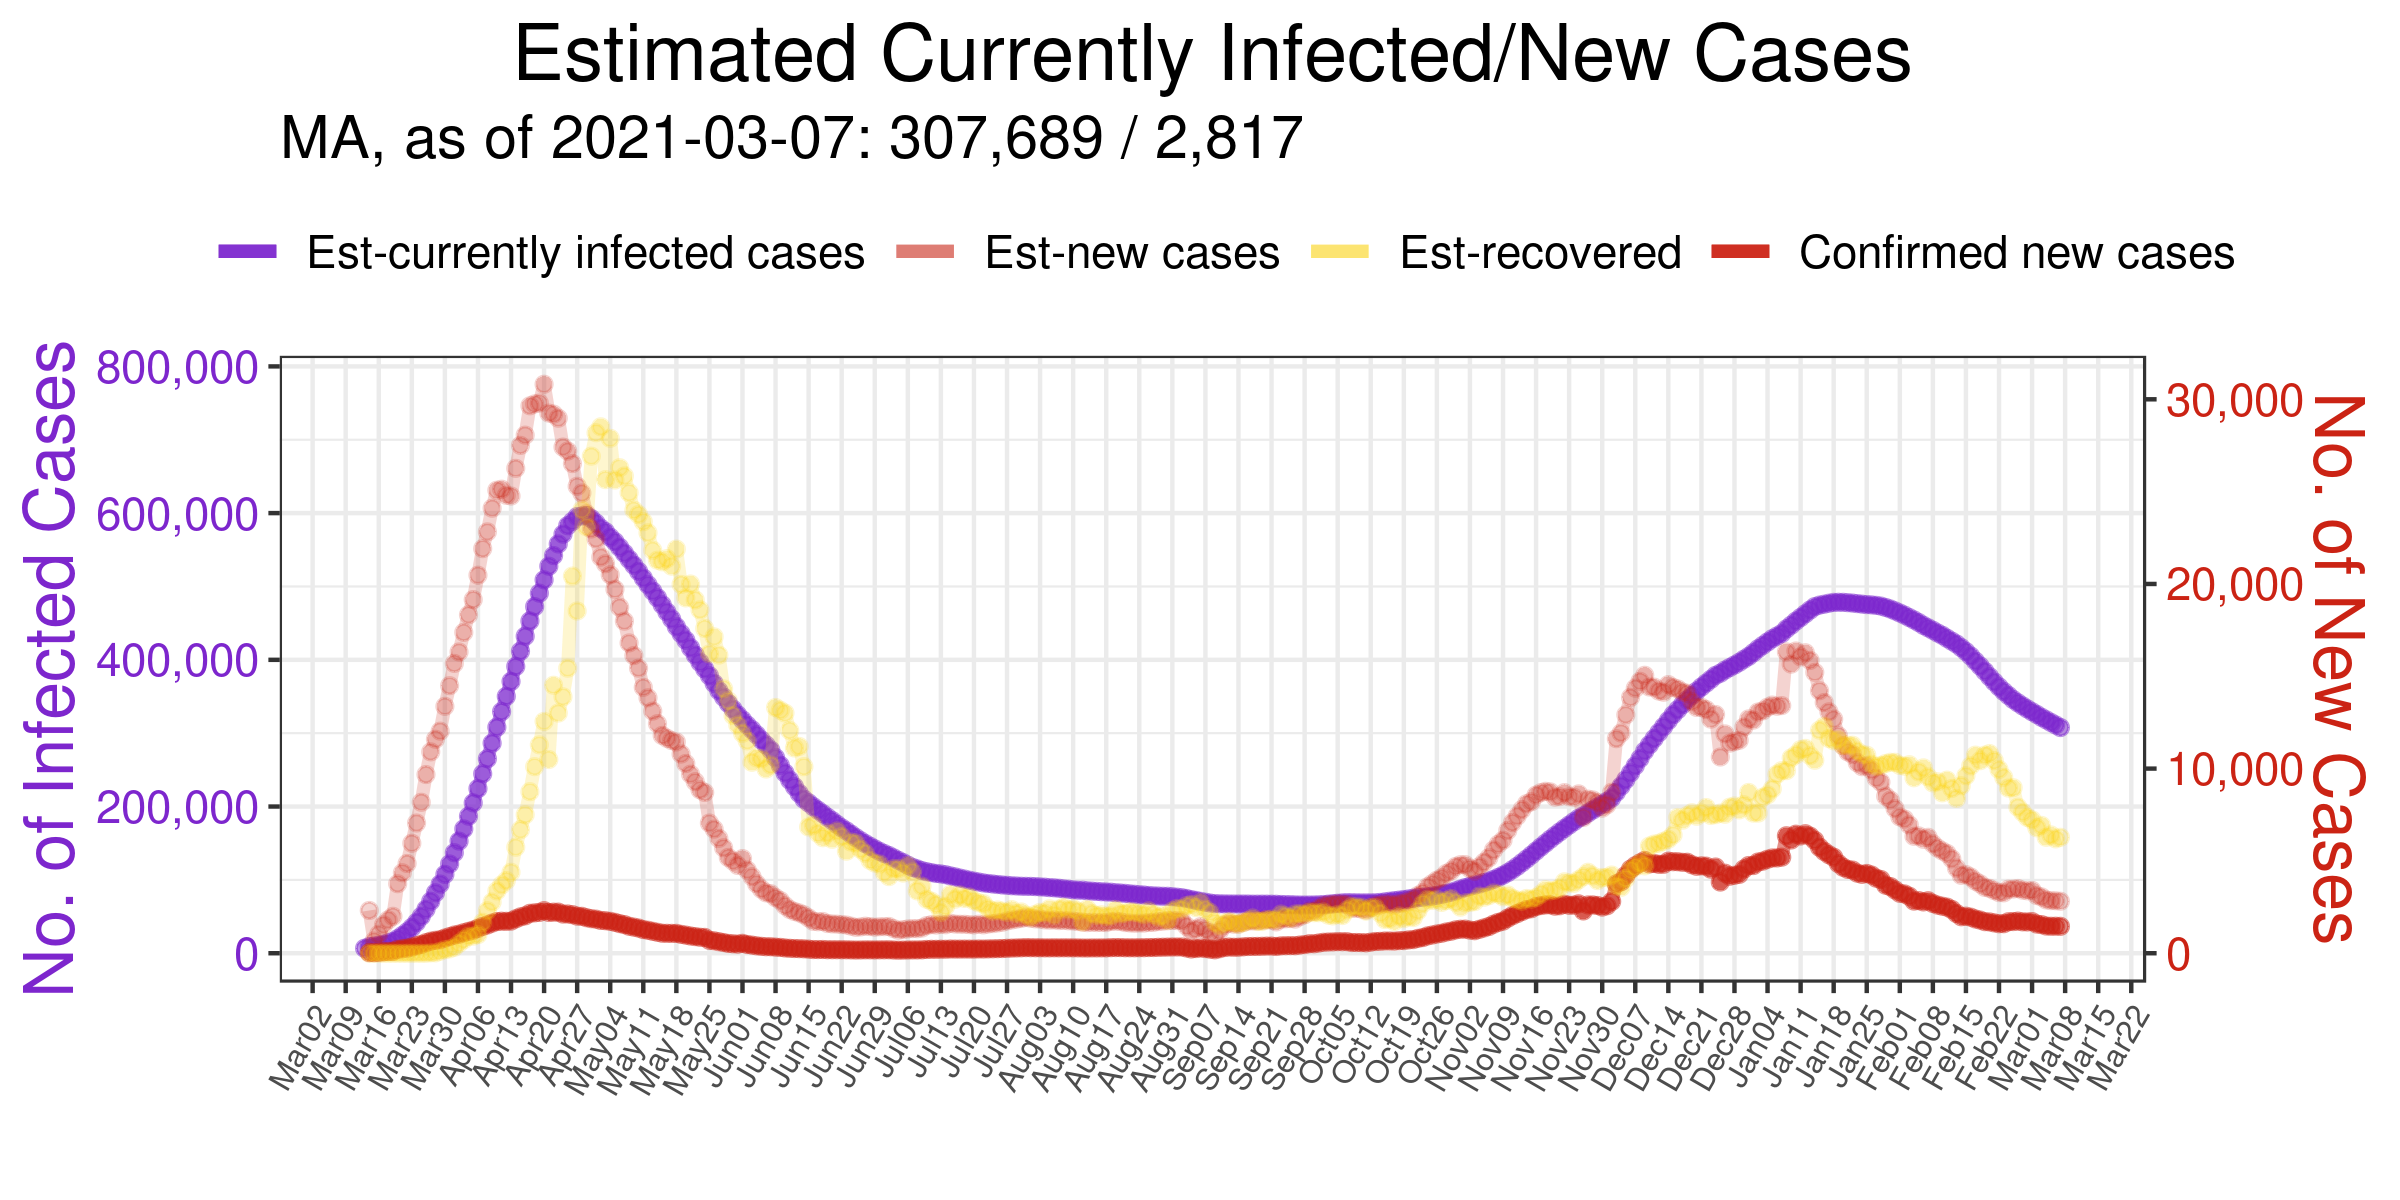 Estimated Currently Infected/New Cases
MA, as of 2021-03-07: 307,689 / 2,817
Est-currently infected cases Est-new cases Est-recovered Confirmed new cases
No. of Infected Cases
800,000
600,000
400,000
200,000
0
30,000
20,000
10,000
0
No. of New Cases
Mar02 Mar09 Mar16 Mar23 Mar30 Apr06 Apr13 Apr20 Apr27 May04 May11 May18 May25 Jun01 Jun08 Jun15 Jun22 Jun29 Jul06 Jul13 Jul20 Jul27 Aug03 Aug10 Aug17 Aug24 Aug31 Sep07 Sep14 Sep21 Sep28 Oct05 Oct12 Oct19 Oct26 Nov02 Nov09 Nov16 Nov23 Nov30 Dec07 Dec14 Dec21 Dec28 Jan04 Jan11 Jan18 Jan25 Feb01 Feb08 Feb15 Feb22 Mar01 Mar08 Mar15 Mar22